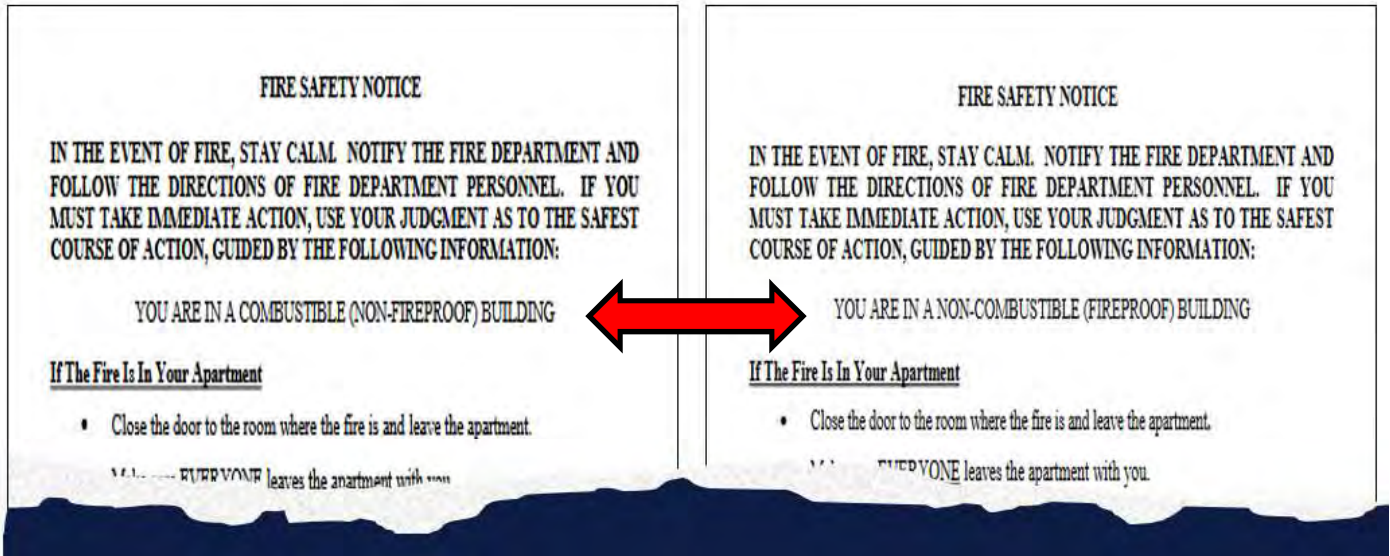 FIRE SAFETY NOTICE
IN THE EVENT OF FIRE, STAY CALM. NOTIFY THE FIRE DEPARTMENT AND
FOLLOW THE DIRECTIONS OF FIRE DEPARTMENT PERSONNEL. IF YOU
MUST TAKE IMMEDIATE ACTION, USE YOUR JUDGMENT AS TO THE SAFEST
COURSE OF ACTION, GUIDED BY THE FOLLOWING INFORMATION:
YOU ARE IN A COMBUSTIBLE (NON-FIREPROOF) BUILDING
If The Fire Is In Your Apartment
• Close the door to the room where the fire is and leave the apartment.
EVERYONE leaves the apartment with you
FIRE SAFETY NOTICE
IN THE EVENT OF FIRE, STAY CALM. NOTIFY THE FIRE DEPARTMENT AND
FOLLOW THE DIRECTIONS OF FIRE DEPARTMENT PERSONNEL. IF YOU
MUST TAKE IMMEDIATE ACTION, USE YOUR JUDGMENT AS TO THE SAFEST
COURSE OF ACTION, GUIDED BY THE FOLLOWING INFORMATION:
YOU ARE IN A NON-COMBUSTIBLE (FIREPROOF) BUILDING
If The Fire Is In Your Apartment
• Close the door to the room where the fire is and leave the apartment.
EVERYONE leaves the apartment with you.